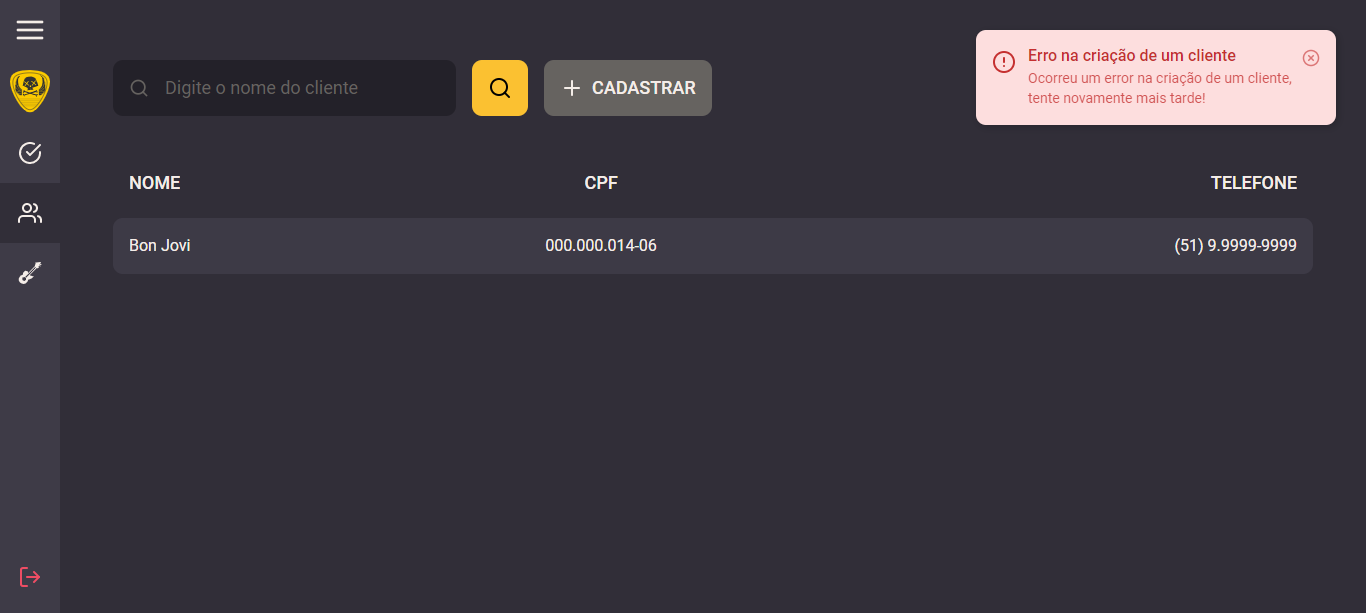 Digite o nome do cliente
CADASTRAR
Erro na criação de um cliente
Ocorreu um error na criação de um cliente,
tente novamente mais tarde!
NOME CPF TELEFONE
Bon Jovi 000.000.014-06 (51) 9.9999-9999